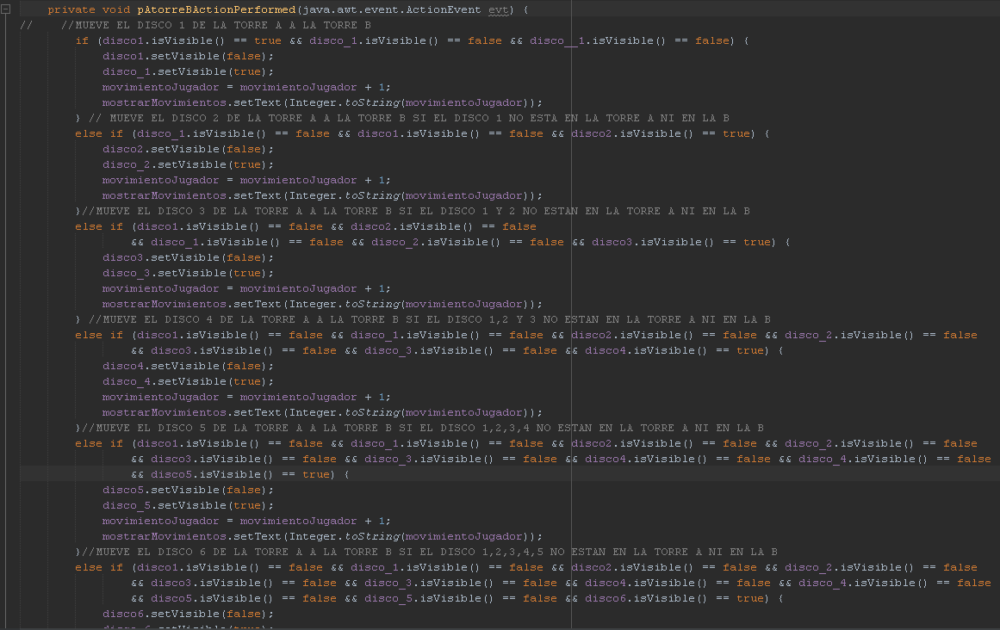 private void pAtorreBActionPerformed(java.awt.event.ActionEvent evt) {
// //MUEVE EL DISCO 1 DE LA TORRE A A LA TORRE B
if (disco1.isVisible() == true && disco_1.isVisible() == false && disco__1.isVisible() == false) {
disco1.setVisible(false);
disco_1.setVisible(true);
movimientoJugador = movimientoJugador + 1;
mostrarMovimientos.setText(Integer.toString(movimientoJugador));
} // MUEVE EL DISCO 2 DE LA TORRE A A LA TORRE B SI EL DISCO 1 NO ESTA EN LA TORRE A NI EN LA B
else if (disco_1.isVisible() == false && disco1.isVisible() == false && disco2.isVisible() == true) {
disco2.setVisible(false);
disco_2.setVisible(true);
movimientoJugador = movimientoJugador + 1;
mostrarMovimientos.setText(Integer.toString(movimientoJugador));
}//MUEVE EL DISCO 3 DE LA TORRE A A LA TORRE B SI EL DISCO 1 Y 2 NO ESTAN EN LA TORRE A NI EN LA B
else if (disco1.isVisible() == false && disco2.isVisible() == false
&& disco_1.isVisible() == false && disco_2.isVisible() == false && disco3.isVisible() == true) {
disco3.setVisible(false);
disco_3.setVisible(true);
movimientoJugador = movimientoJugador + 1;
mostrarMovimientos.setText(Integer.toString(movimientoJugador));
} //MUEVE EL DISCO 4 DE LA TORRE A A LA TORRE B SI EL DISCO 1,2 Y 3 NO ESTAN EN LA TORRE A NI EN LA B
else if (disco1.isVisible() == false && disco_1.isVisible() == false && disco2.isVisible() == false && disco_2.isVisible() == false
&& disco3.isVisible() == false && disco_3.isVisible() == false && disco4.isVisible() == true) {
disco4.setVisible(false);
disco_4.setVisible(true);
movimientoJugador = movimientoJugador + 1;
mostrarMovimientos.setText(Integer.toString(movimientoJugador));
}//MUEVE EL DISCO 5 DE LA TORRE A A LA TORRE B SI EL DISCO 1,2,3,4 NO ESTAN EN LA TORRE A NI EN LA B
else if (disco1.isVisible() == false && disco_1.isVisible() == false && disco2.isVisible() == false && disco_2.isVisible() == false
&& disco3.isVisible() == false && disco_3.isVisible() == false && disco4.isVisible() == false && disco_4.isVisible() == false
&& disco5.isVisible() == true) {
disco5.setVisible(false);
disco_5.setVisible(true);
movimientoJugador = movimientoJugador + 1;
mostrarMovimientos.setText(Integer.toString(movimientoJugador));
}//MUEVE EL DISCO 6 DE LA TORRE A A LA TORRE B SI EL DISCO 1,2,3,4,5 NO ESTAN EN LA TORRE A NI EN LA B
else if (disco1.isVisible() == false && disco_1.isVisible() == false && disco2.isVisible() == false && disco_2.isVisible() == false
&& disco3.isVisible() == false && disco_3.isVisible() == false && disco4.isVisible() == false && disco_4.isVisible() == false
&& disco5.isVisible() == false && disco_5.isVisible() == false && disco6.isVisible() == true) {
disco6.setVisible(false);